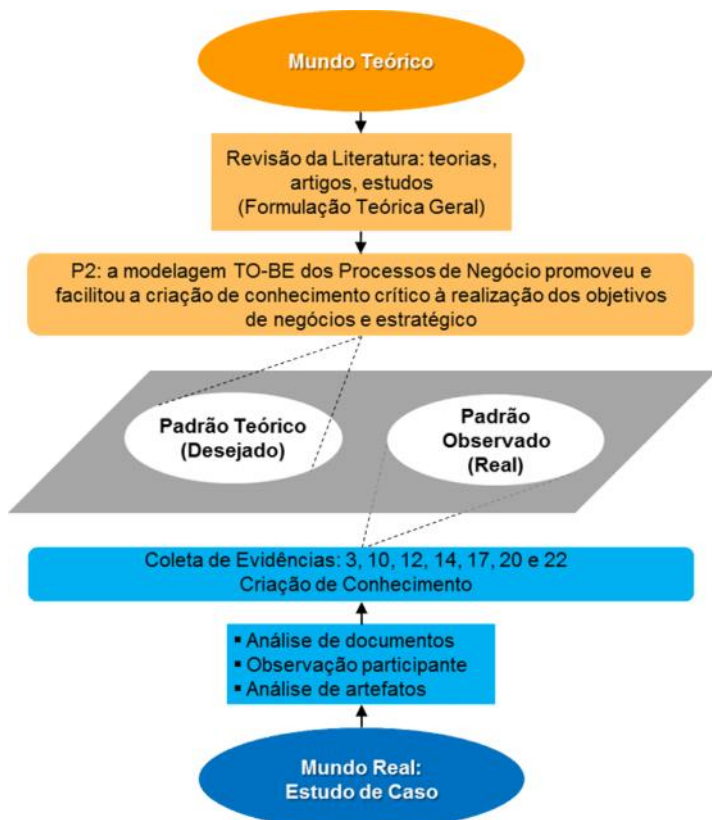 Mundo Teórico
Revisão da Literatura: teorias,
artigos, estudos
(Formulação Teórica Geral)
P2: a modelagem TO-BE dos Processos de Negócio promoveu e
facilitou a criação de conhecimento crítico à realização dos objetivos
de negócios e estratégico
Padrão Teórico
(Desejado)
Padrão
Observado
(Real)
Coleta de Evidências: 3, 10, 12, 14, 17, 20 e 22
Criação de Conhecimento
▪ Análise de documentos
▪ Observação participante
▪ Análise de artefatos
Mundo Real:
Estudo de Caso